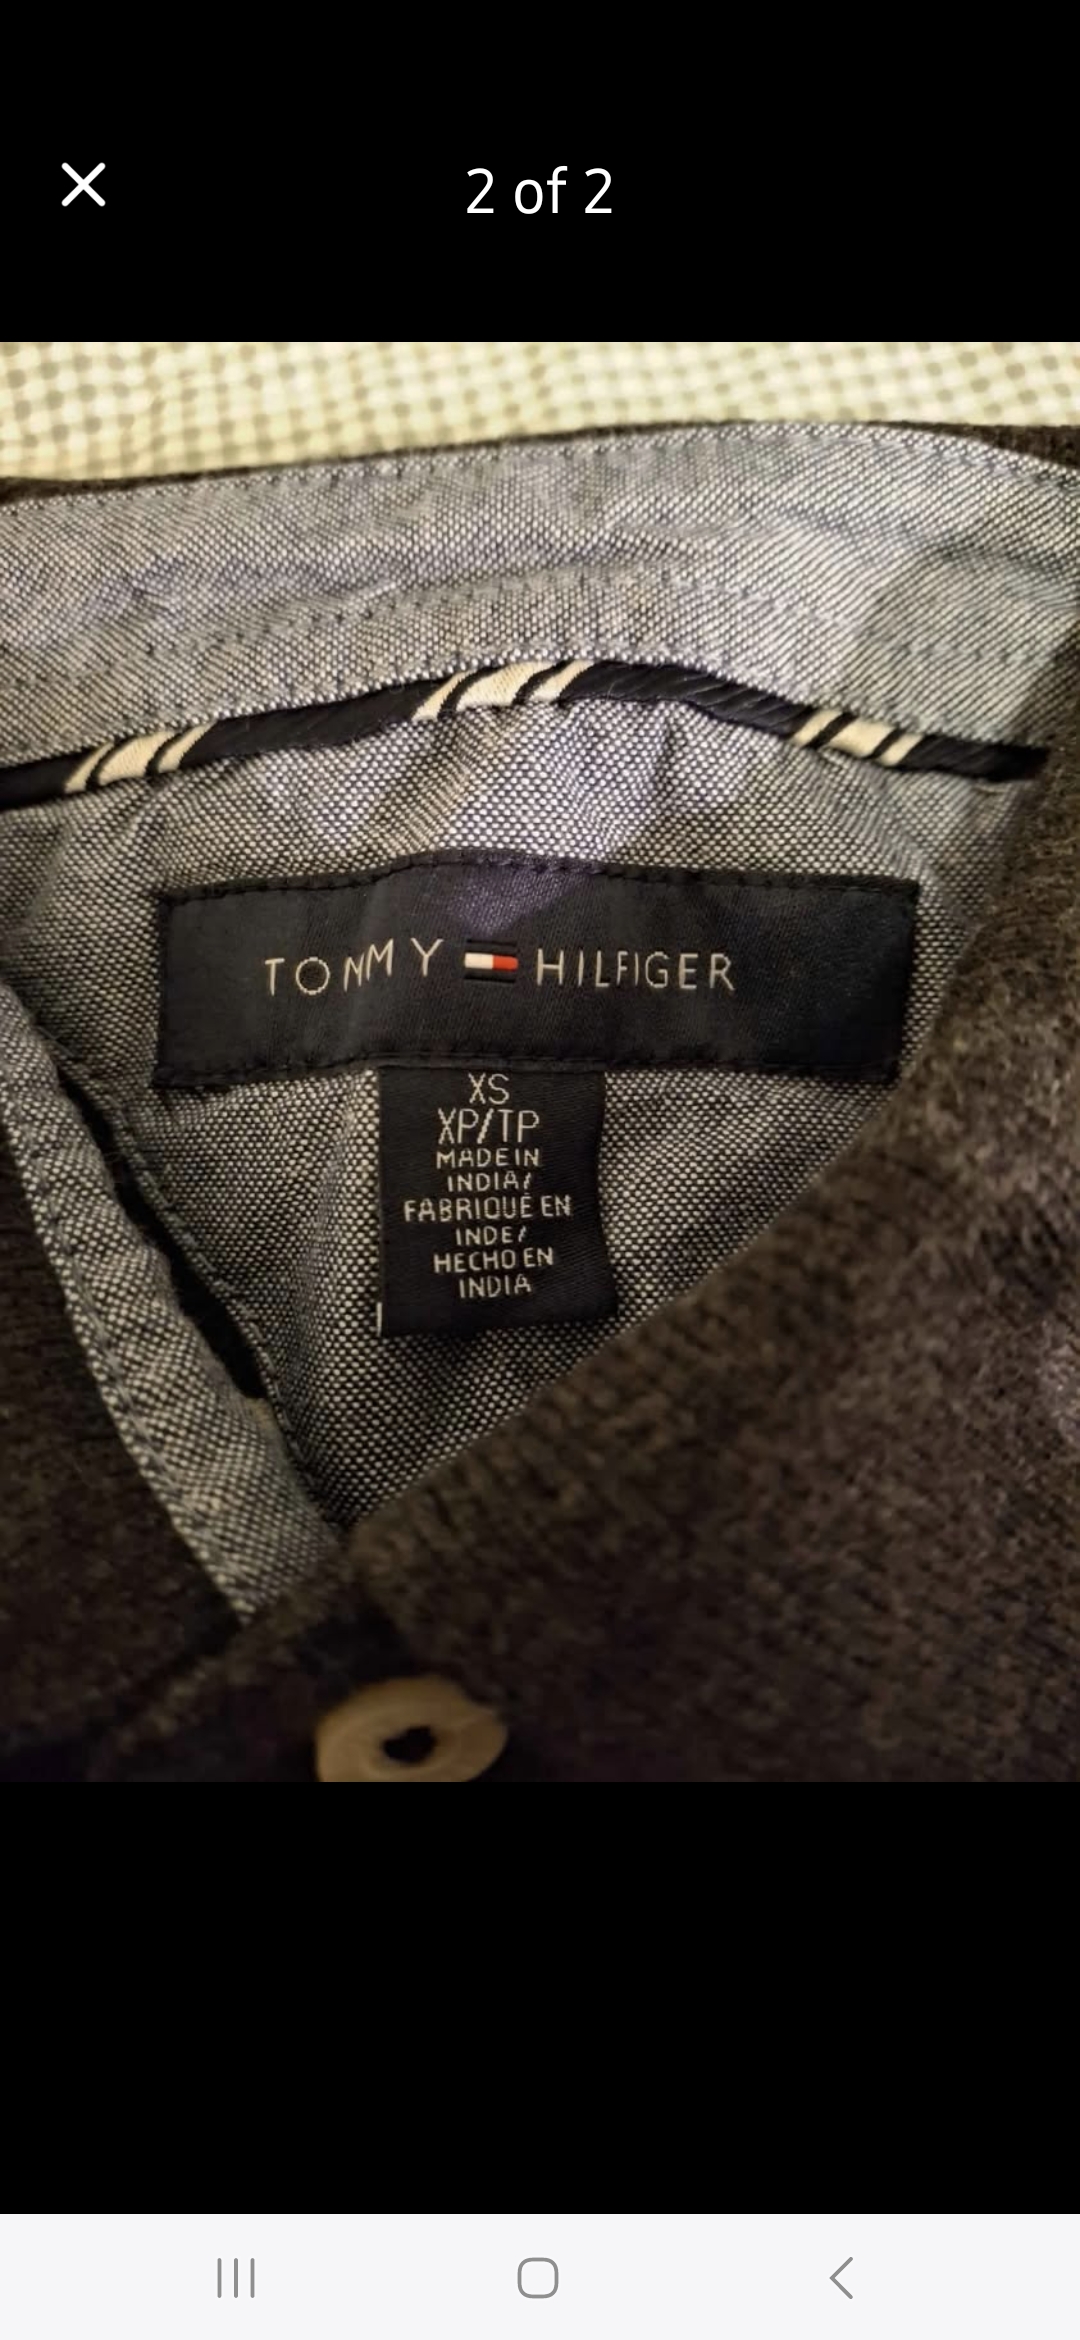 2 of 2
TOMMY HILFIGER
XS
XP/TP
MADE IN
INDIA/
FABRIQUÉ EN
INDE/
HECHO EN
INDIA